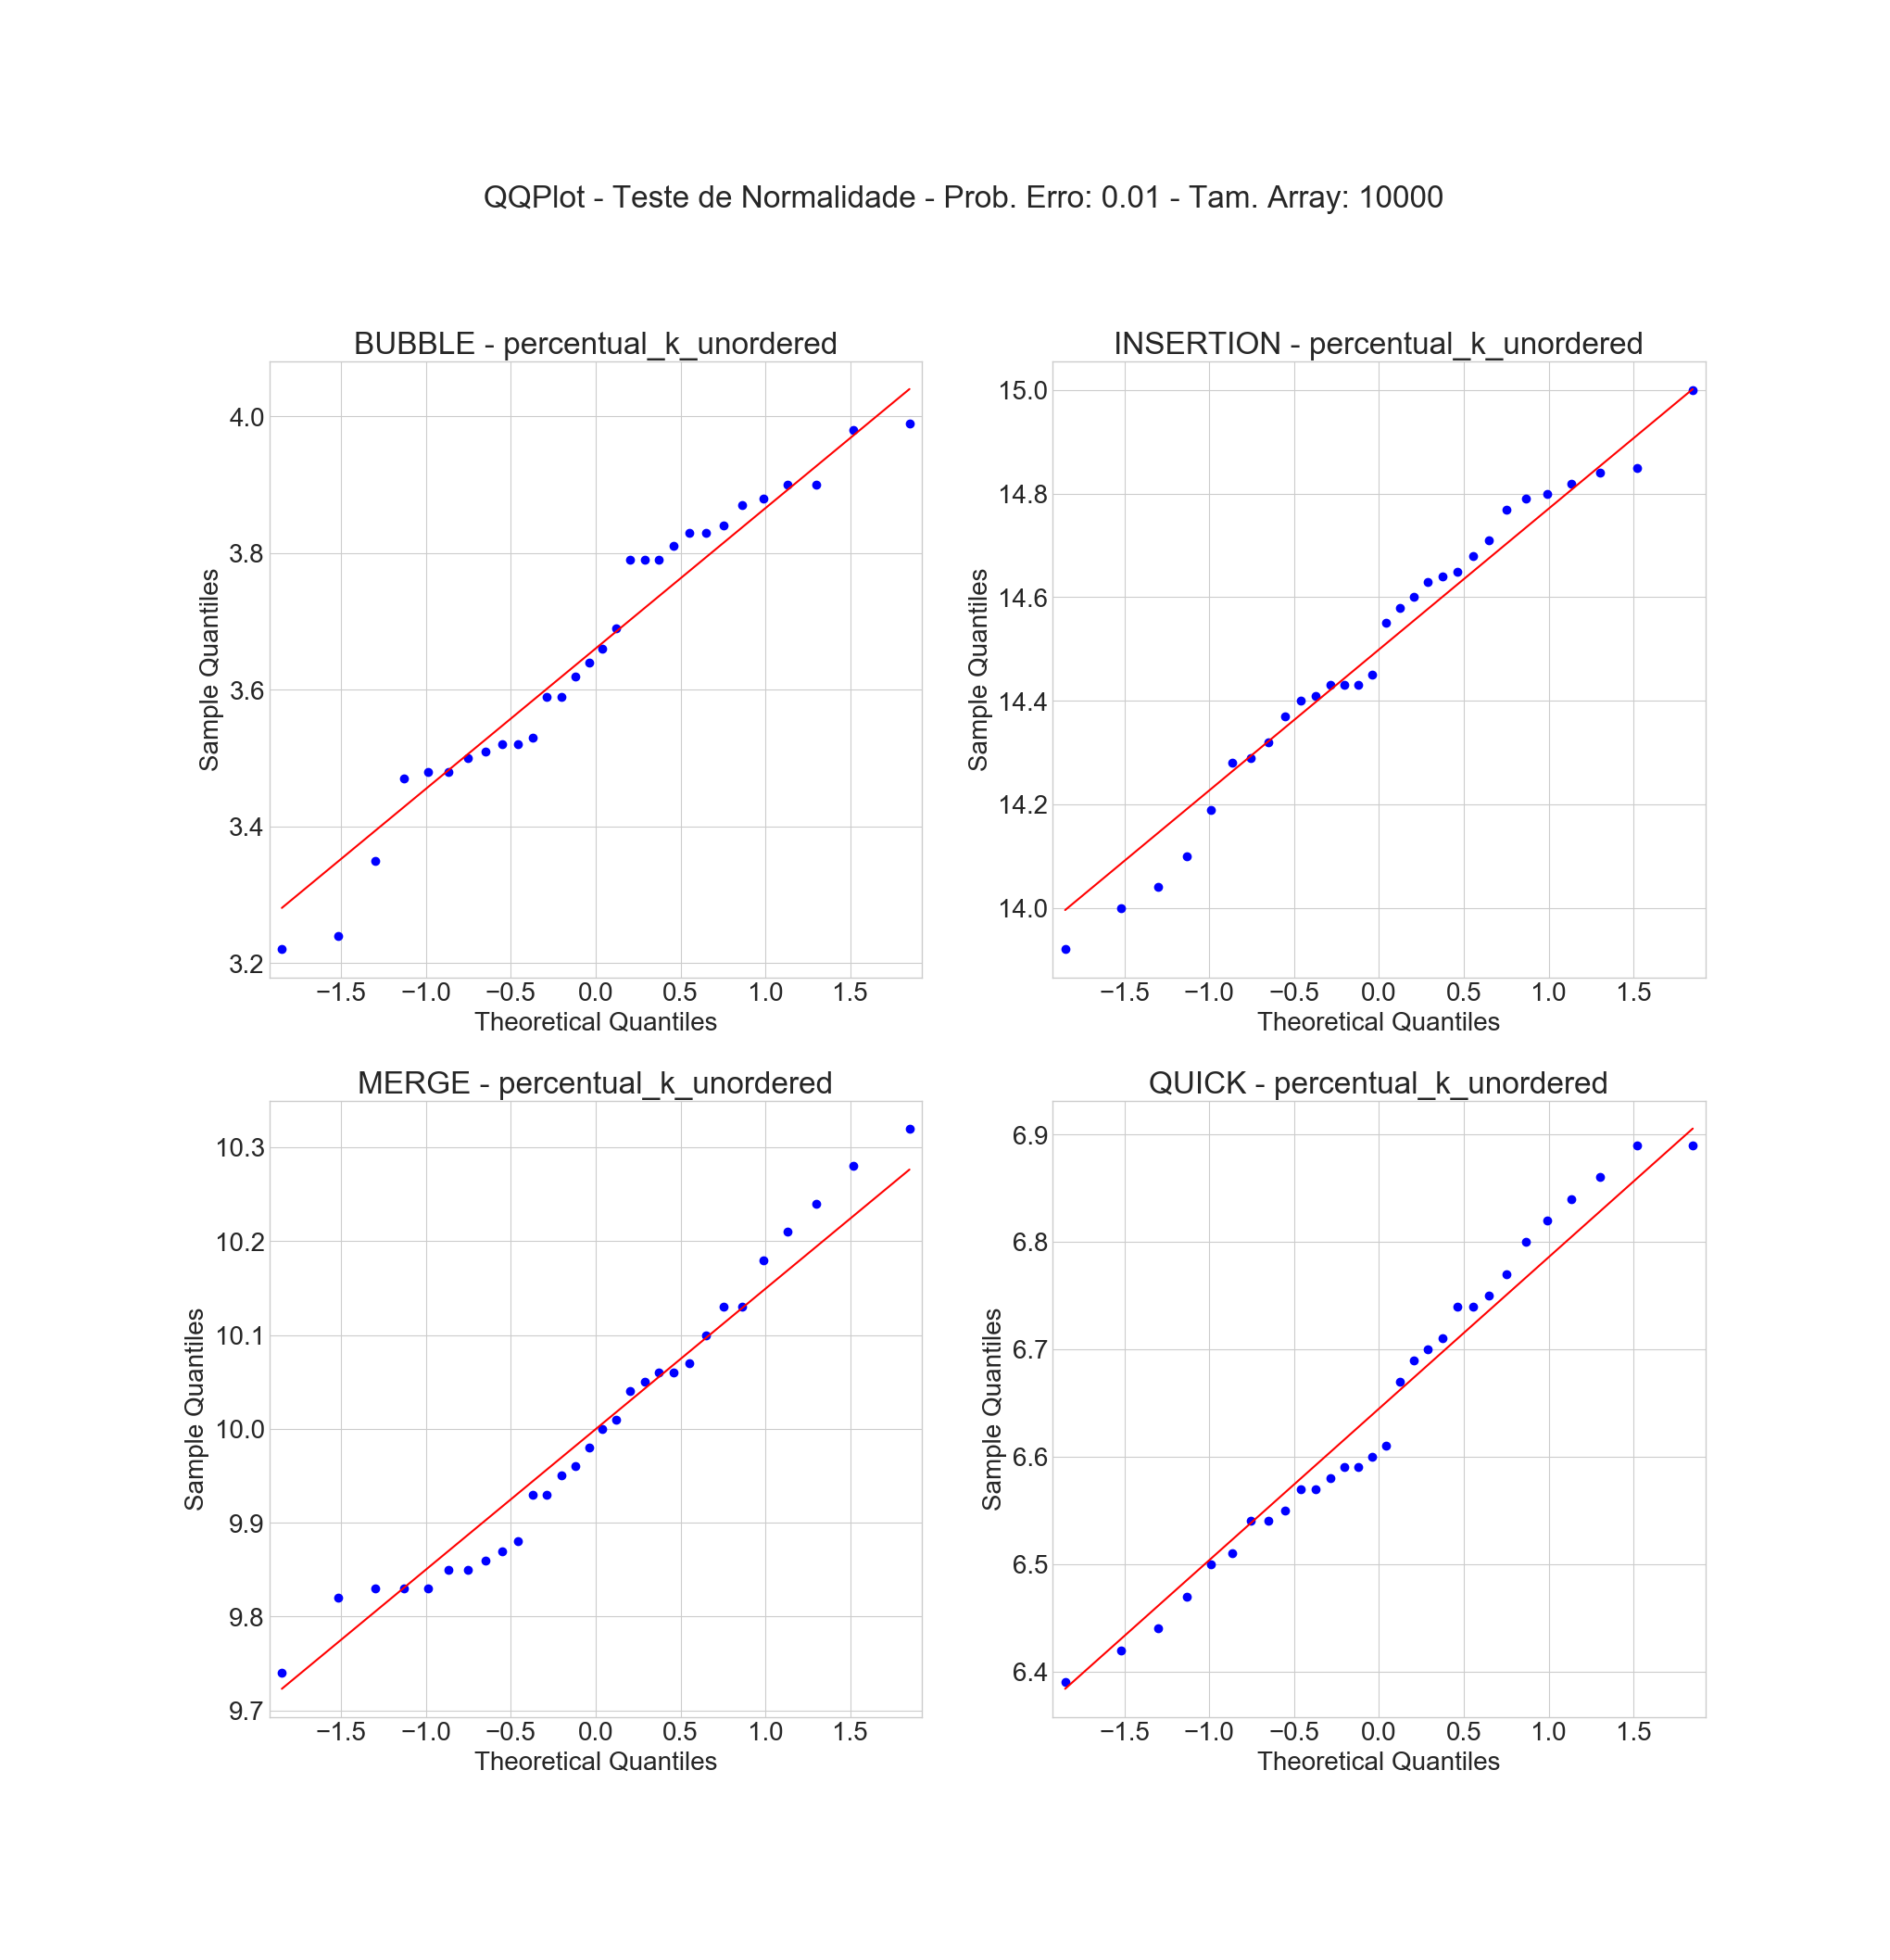 QQPlot - Teste de Normalidade - Prob. Erro: 0.01 - Tam. Array: 10000
BUBBLE - percentual_k_unordered
4.0
3.8
3.6
3.4
3.2
Sample Quantiles
−1.5 −1.0 −0.5 0.0 0.5 1.0 1.5
Theoretical Quantiles
INSERTION - percentual_k_unordered
15.0
14.8
14.6
14.4
14.2
14.0
Sample Quantiles
−1.5 −1.0 −0.5 0.0 0.5 1.0 1.5
Theoretical Quantiles
MERGE - percentual_k_unordered
10.3
10.2
10.1
10.0
9.9
9.8
9.7
Sample Quantiles
−1.5 −1.0 −0.5 0.0 0.5 1.0 1.5
Theoretical Quantiles
QUICK - percentual_k_unordered
6.9
6.8
6.7
6.6
6.5
6.4
Sample Quantiles
−1.5 −1.0 −0.5 0.0 0.5 1.0 1.5
Theoretical Quantiles